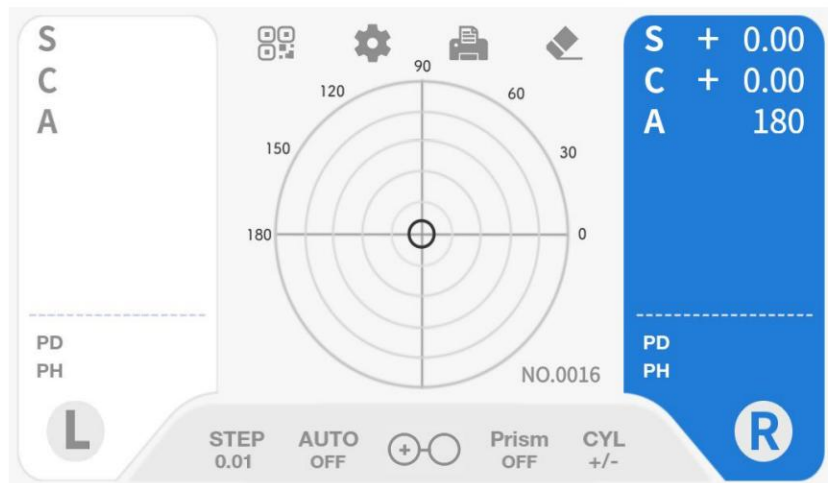 S
C
A
PD
PH
L
90
120
60
150
30
180
0
NO.0016
S + 0.00
C + 0.00
A 180
PD
PH
R
STEP
0.01
AUTO
OFF
Prism
OFF
CYL
+/-